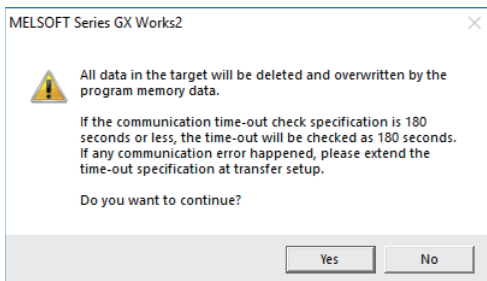 MELSOFT Series GX Works2
All data in the target will be deleted and overwritten by the
program memory data.
If the communication time-out check specification is 180
seconds or less, the time-out will be checked as 180 seconds.
If any communication error happened, please extend the
time-out specification at transfer setup.
Do you want to continue?
Yes No